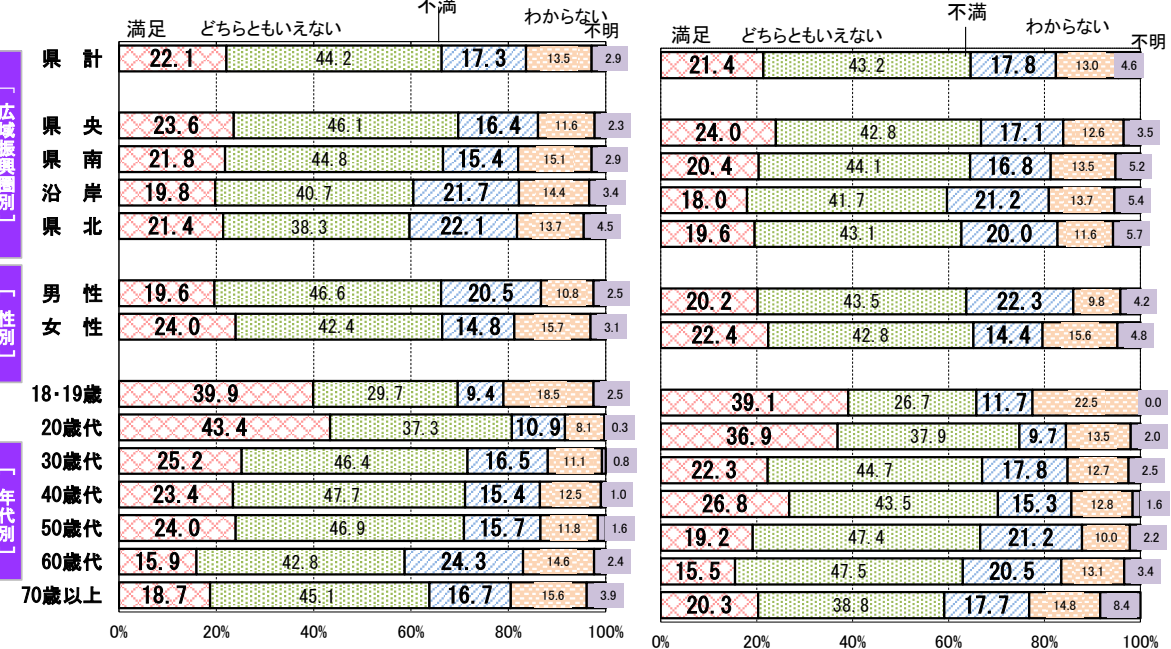 不満
満足 どちらともいえない わからない 不明
県 計 22.1 44.2 17.3 13.5 2.9
[広域振興圏別]
県 央 23.6 46.1 16.4 11.6 2.3
県 南 21.8 44.8 15.4 15.1 2.9
沿 岸 19.8 40.7 21.7 14.4 3.4
県 北 21.4 38.3 22.1 13.7 4.5
[性別]
男 性 19.6 46.6 20.5 10.8 2.5
女 性 24.0 42.4 14.8 15.7 3.1
[年代別]
18・19歳 39.9 29.7 9.4 18.5 2.5
20歳代 43.4 37.3 10.9 8.1 0.3
30歳代 25.2 46.4 16.5 11.1 0.8
40歳代 23.4 47.7 15.4 12.5 1.0
50歳代 24.0 46.9 15.7 11.8 1.6
60歳代 15.9 42.8 24.3 14.6 2.4
70歳以上 18.7 45.1 16.7 15.6 3.9
0% 20% 40% 60% 80% 100%
不満
満足 どちらともいえない わからない 不明
21.4 43.2 17.8 13.0 4.6
24.0 42.8 17.1 12.6 3.5
20.4 44.1 16.8 13.5 5.2
18.0 41.7 21.2 13.7 5.4
19.6 43.1 20.0 11.6 5.7
20.2 43.5 22.3 9.8 4.2
22.4 42.8 14.4 15.6 4.8
39.1 26.7 11.7 22.5 0.0
36.9 37.9 9.7 13.5 2.0
22.3 44.7 17.8 12.7 2.5
26.8 43.5 15.3 12.8 1.6
19.2 47.4 21.2 10.0 2.2
15.5 47.5 20.5 13.1 3.4
20.3 38.8 17.7 14.8 8.4
0% 20% 40% 60% 80% 100%